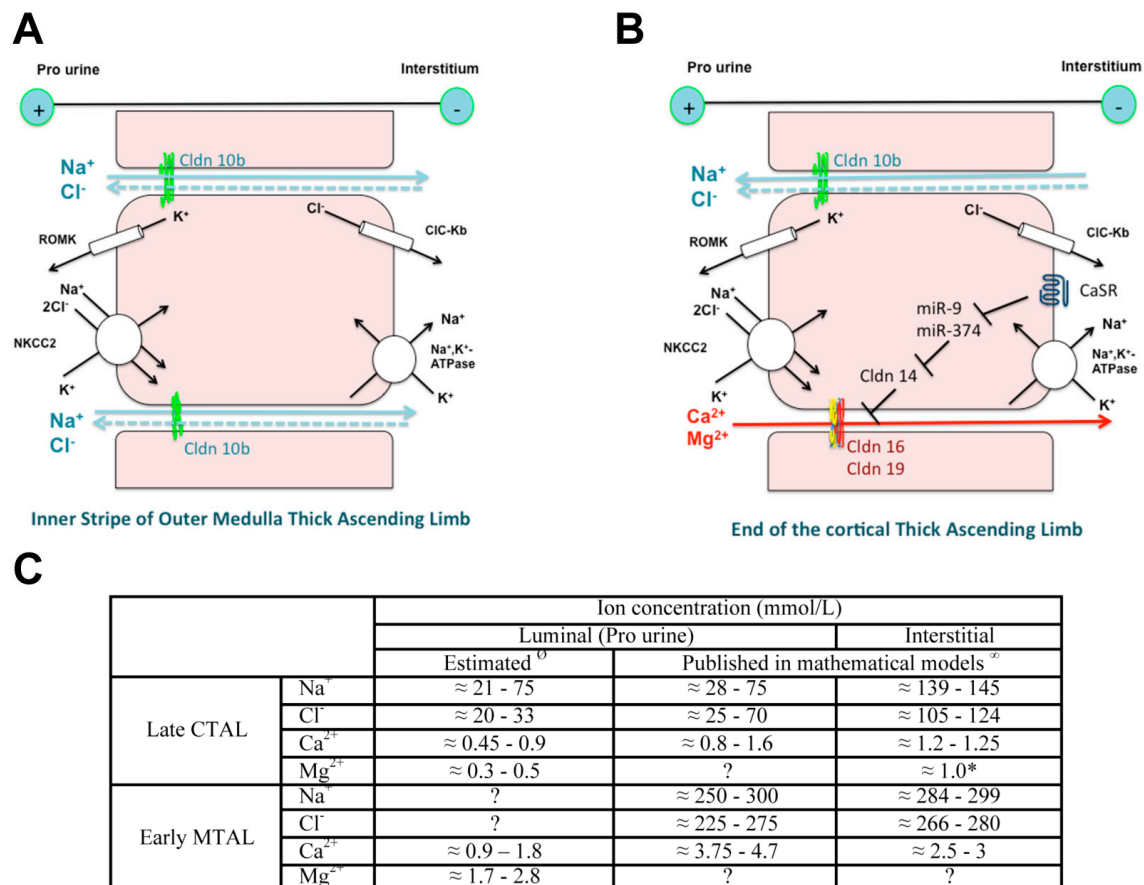 A
Pro urine
Interstitium
+
-
Cldn 10b
Na⁺
Cl⁻
K⁺
Cl⁻
ROMK
ClC-Kb
Na⁺
2Cl⁻
NKCC2
K⁺
Na⁺
Na⁺,K⁺-
ATPase
K⁺
Na⁺
Cl⁻
Cldn 10b
Inner Stripe of Outer Medulla Thick Ascending Limb
B
Pro urine
Interstitium
+
-
Cldn 10b
Na⁺
Cl⁻
K⁺
Cl⁻
ROMK
ClC-Kb
CaSR
Na⁺
2Cl⁻
miR-9
miR-374
NKCC2
Na⁺
Na⁺,K⁺-
ATPase
Cldn 14
K⁺
K⁺
Ca²⁺
Mg²⁺
Cldn 16
Cldn 19
End of the cortical Thick Ascending Limb
C
Ion concentration (mmol/L)
Luminal (Pro urine) Interstitial
Estimated ^Ø Published in mathematical models ^∞
Late CTAL
Na⁺ ≈ 21 - 75 ≈ 28 - 75 ≈ 139 - 145
Cl⁻ ≈ 20 - 33 ≈ 25 - 70 ≈ 105 - 124
Ca²⁺ ≈ 0.45 - 0.9 ≈ 0.8 - 1.6 ≈ 1.2 - 1.25
Mg²⁺ ≈ 0.3 - 0.5 ? ≈ 1.0*
Early MTAL
Na⁺ ? ≈ 250 - 300 ≈ 284 - 299
Cl⁻ ? ≈ 225 - 275 ≈ 266 - 280
Ca²⁺ ≈ 0.9 – 1.8 ≈ 3.75 - 4.7 ≈ 2.5 - 3
Mg²⁺ ≈ 1.7 - 2.8 ? ?